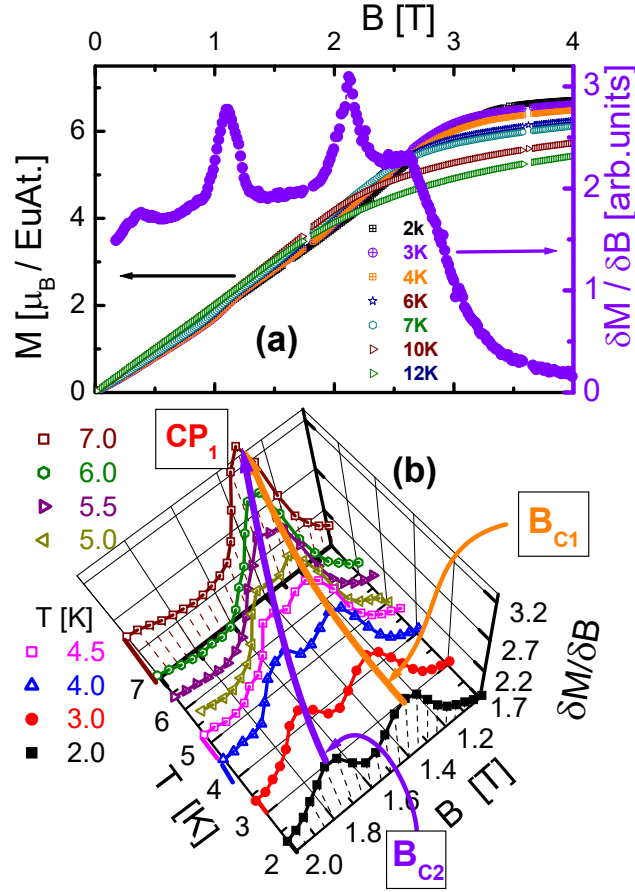 B [T]
0 1 2 3 4
M [μB / EuAt.]
6
4
2
0
δM / δB [arb.units]
3
2
1
0
2k
3K
4K
6K
7K
10K
12K
(a)
CP1
(b)
BC1
BC2
7.0
6.0
5.5
5.0
T [K]
4.5
4.0
3.0
2.0
7
6
5
4
3
2
T [K]
2.0
1.8
1.6
1.4
1.2
B [T]
3.2
2.7
2.2
1.7
δM/δB